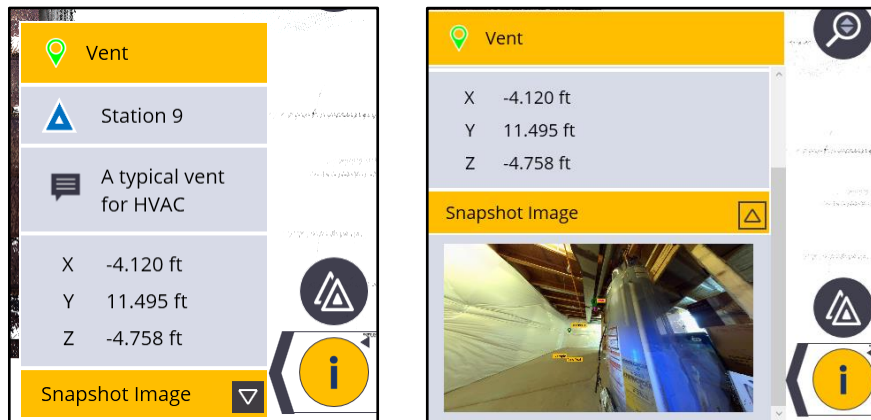 Vent
Station 9
A typical vent
for HVAC
X -4.120 ft
Y 11.495 ft
Z -4.758 ft
Snapshot Image
i
Vent
X -4.120 ft
Y 11.495 ft
Z -4.758 ft
Snapshot Image
i